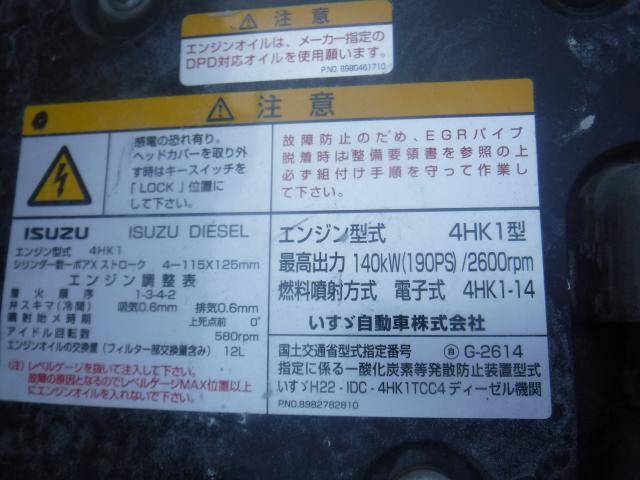 注意
エンジンオイルは、メーカー指定の
DPD対応オイルを使用願います。
P.NO. 8980461710
注意
感電の恐れ有り。
ヘッドカバーを取り外
す時はキースイッチを
「LOCK」位置に
して下さい。
故障防止のため、EGRパイプ
脱着時は整備要領書を参照の上
必ず組付け手順を守って作業し
て下さい。
ISUZU ISUZU DIESEL
エンジン型式 4HK1
シリンダー数ーボアX ストローク 4-115X125mm
エンジン調整表
着火順序 1-3-4-2
弁スキマ(冷間) 吸気0.6mm 排気0.6mm
噴射始メ時期 上死点前 0°
アイドル回転数 580rpm
エンジンオイルの交換量(フィルター部交換量含み) 12L
(注)レベルゲージを抜いて注入して下さい。
故障の原因となるのでレベルゲージMAX位置以上
にエンジンオイルを入れないで下さい。
エンジン型式 4HK1型
最高出力 140kW(190PS)/2600rpm
燃料噴射方式 電子式 4HK1-14
いすゞ自動車株式会社
国土交通省型式指定番号 G-2614
指定に係る一酸化炭素等発散防止装置型式
いすゞH22-IDC-4HK1TCC4ディーゼル機関
P.NO.8982782810